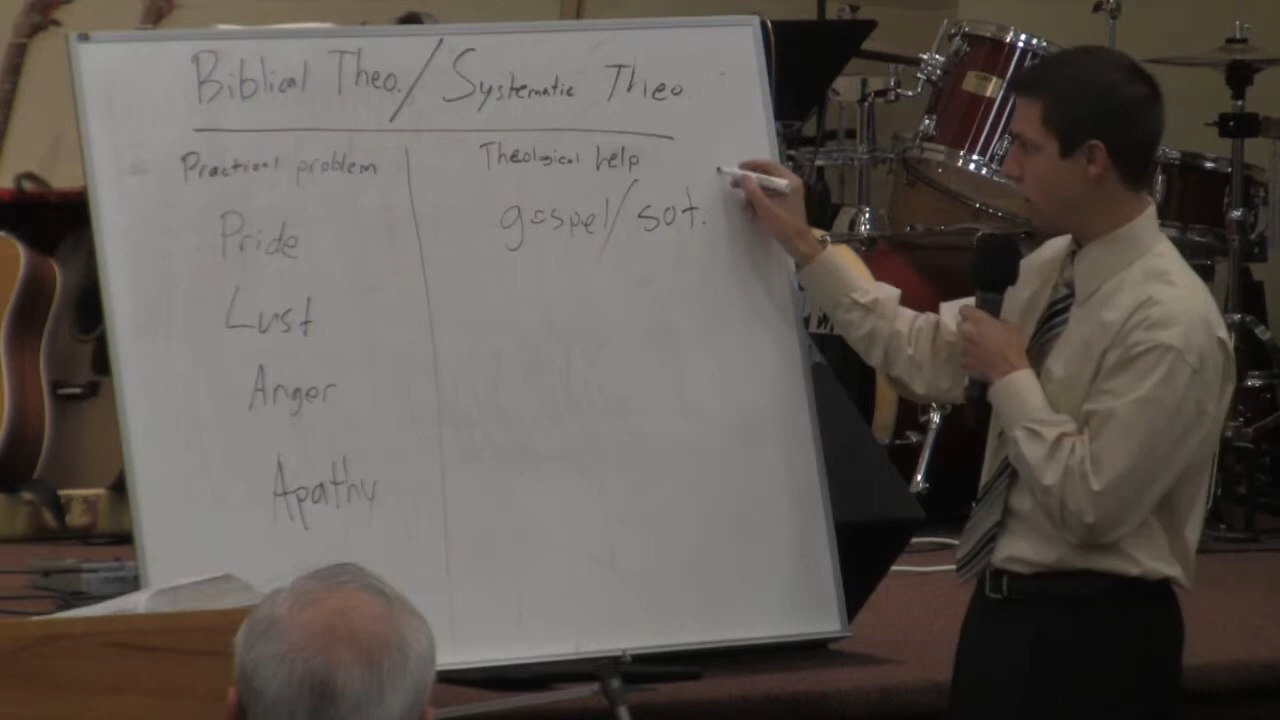 Biblical Theo. / Systematic Theo.
Practical problem
Theological help
Pride
gospel/sot.
Lust
Anger
Apathy